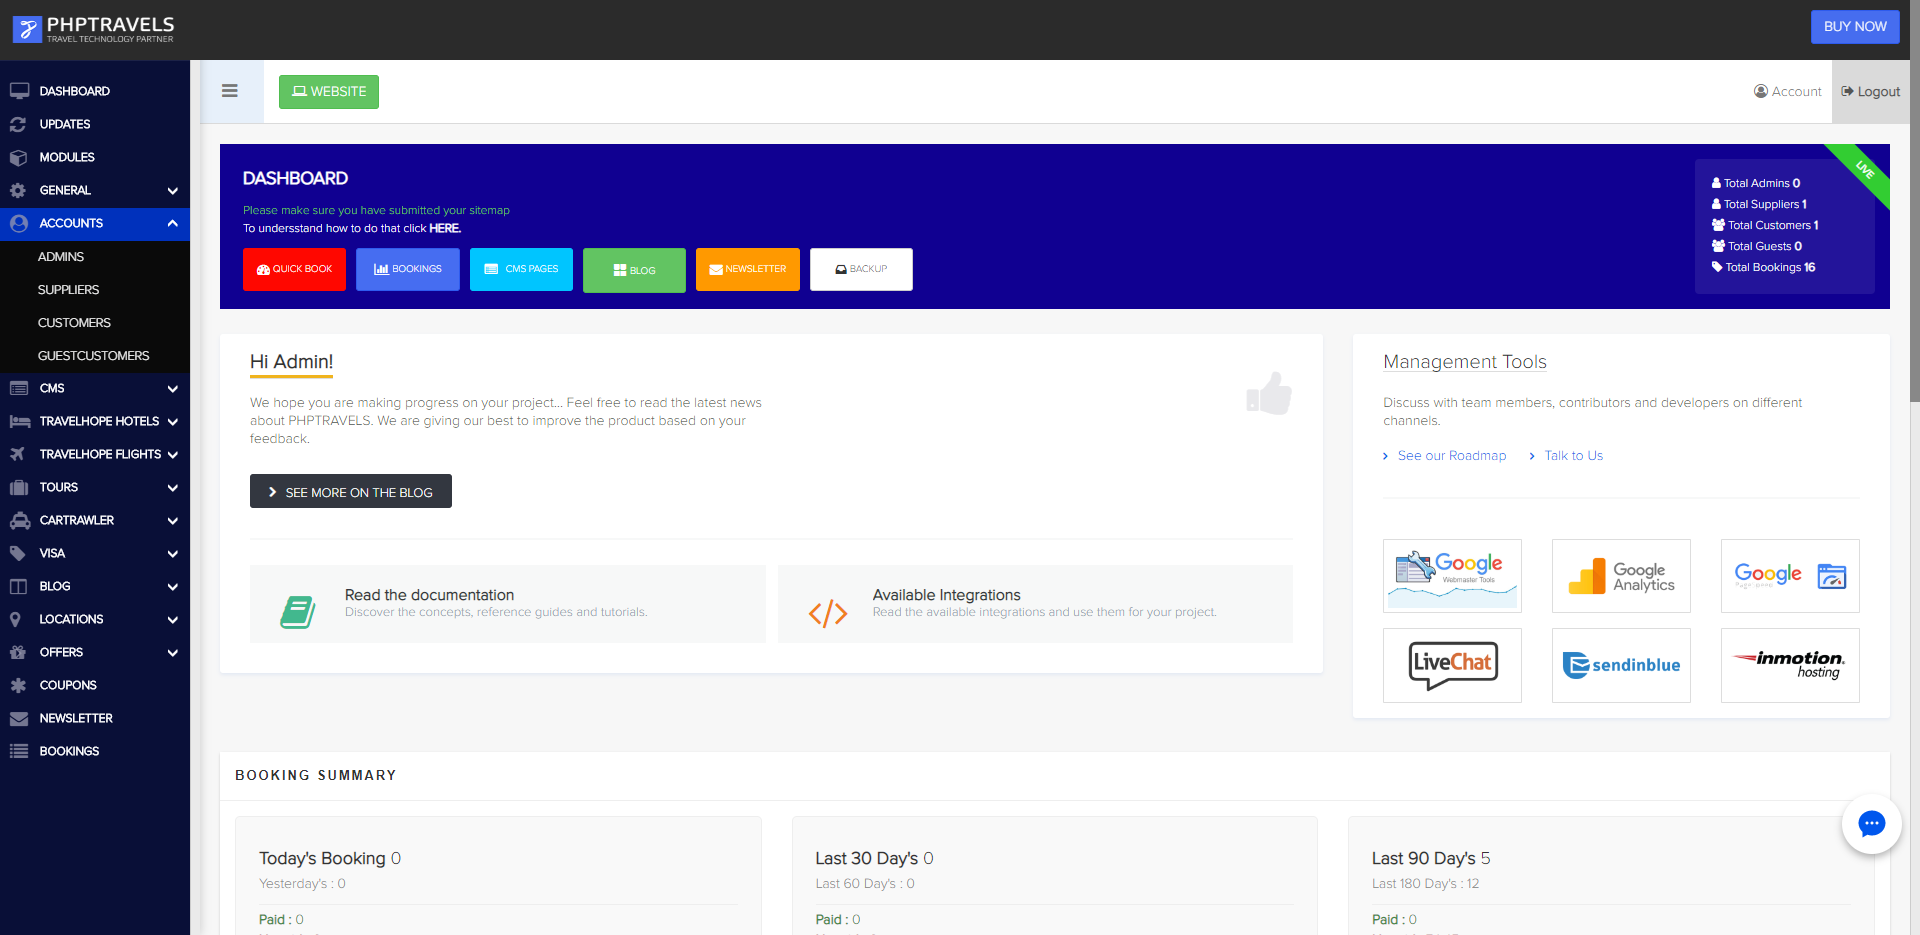 PHPTRAVELS
TRAVEL TECHNOLOGY PARTNER
BUY NOW
DASHBOARD
UPDATES
MODULES
GENERAL
ACCOUNTS
ADMINS
SUPPLIERS
CUSTOMERS
GUESTCUSTOMERS
CMS
TRAVELHOPE HOTELS
TRAVELHOPE FLIGHTS
TOURS
CARTRAWLER
VISA
BLOG
LOCATIONS
OFFERS
COUPONS
NEWSLETTER
BOOKINGS
WEBSITE
Account
Logout
DASHBOARD
Please make sure you have submitted your sitemap
To undersstand how to do that click HERE.
QUICK BOOK
BOOKINGS
CMS PAGES
BLOG
NEWSLETTER
BACKUP
LIVE
Total Admins 0
Total Suppliers 1
Total Customers 1
Total Guests 0
Total Bookings 16
Hi Admin!
We hope you are making progress on your project... Feel free to read the latest news
about PHPTRAVELS. We are giving our best to improve the product based on your
feedback.
SEE MORE ON THE BLOG
Read the documentation
Discover the concepts, reference guides and tutorials.
Available Integrations
Read the available integrations and use them for your project.
Management Tools
Discuss with team members, contributors and developers on different
channels.
See our Roadmap
Talk to Us
Google
Webmaster Tools
Google
Analytics
Google
LiveChat
sendinblue
inmotion
hosting
BOOKING SUMMARY
Today's Booking 0
Yesterday's : 0
Paid : 0
Last 30 Day's 0
Last 60 Day's : 0
Paid : 0
Last 90 Day's 5
Last 180 Day's : 12
Paid : 0